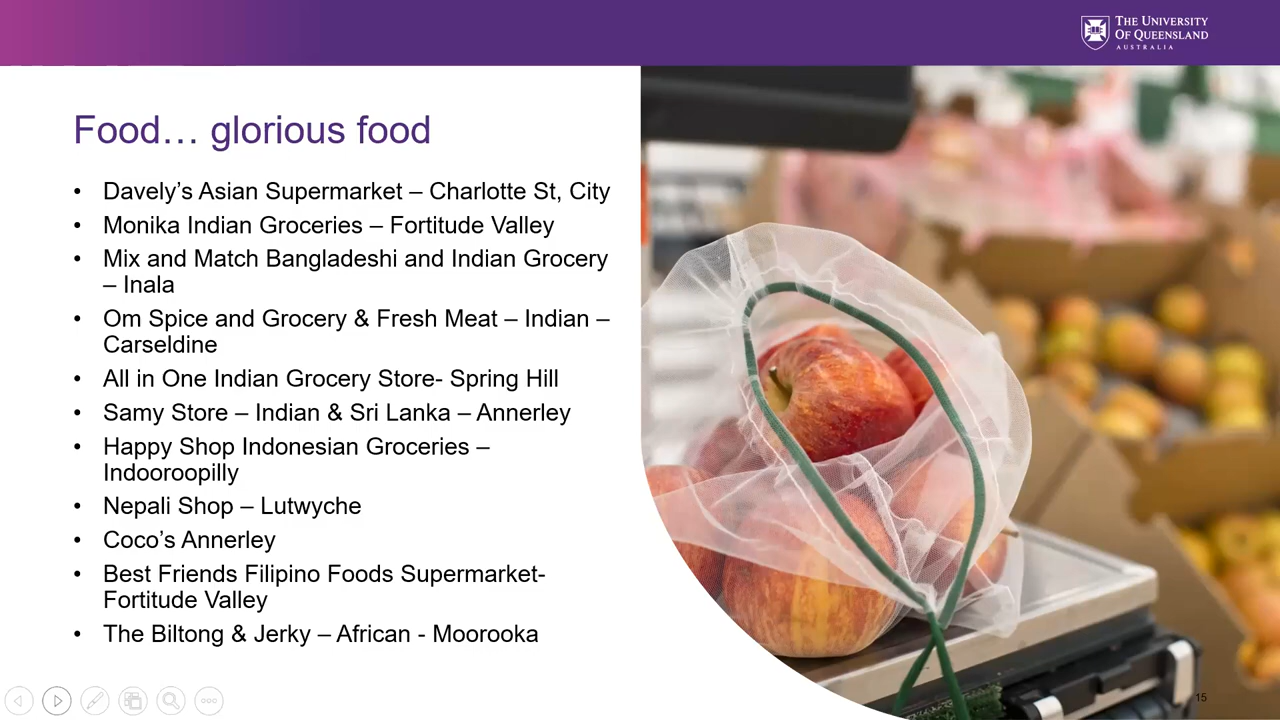 THE UNIVERSITY
OF QUEENSLAND
AUSTRALIA
Food… glorious food
• Davely’s Asian Supermarket – Charlotte St, City
• Monika Indian Groceries – Fortitude Valley
• Mix and Match Bangladeshi and Indian Grocery
– Inala
• Om Spice and Grocery & Fresh Meat – Indian –
Carseldine
• All in One Indian Grocery Store- Spring Hill
• Samy Store – Indian & Sri Lanka – Annerley
• Happy Shop Indonesian Groceries –
Indooroopilly
• Nepali Shop – Lutwyche
• Coco’s Annerley
• Best Friends Filipino Foods Supermarket-
Fortitude Valley
• The Biltong & Jerky – African - Moorooka
15